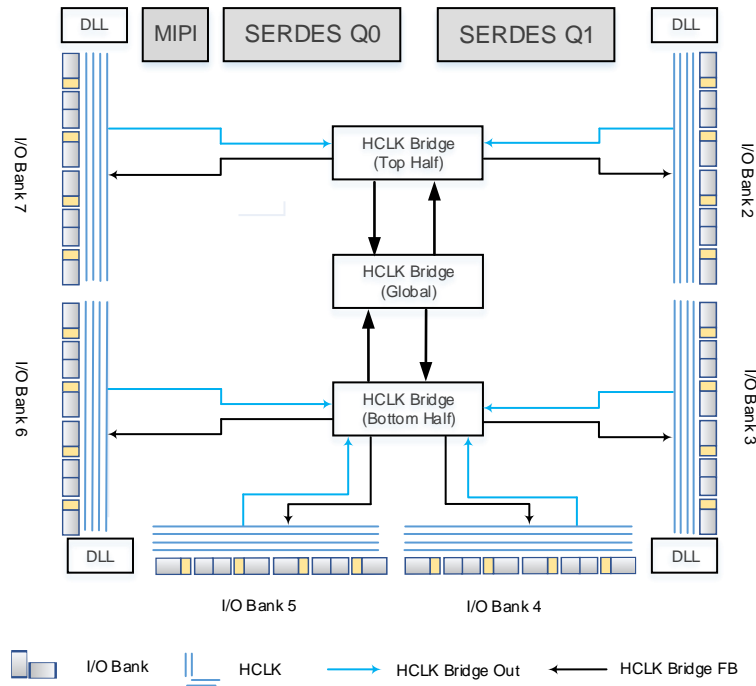 DLL
MIPI
SERDES Q0
SERDES Q1
DLL
I/O Bank 7
HCLK Bridge
(Top Half)
I/O Bank 2
HCLK Bridge
(Global)
I/O Bank 6
HCLK Bridge
(Bottom Half)
I/O Bank 3
DLL
DLL
I/O Bank 5
I/O Bank 4
I/O Bank
HCLK
HCLK Bridge Out
HCLK Bridge FB